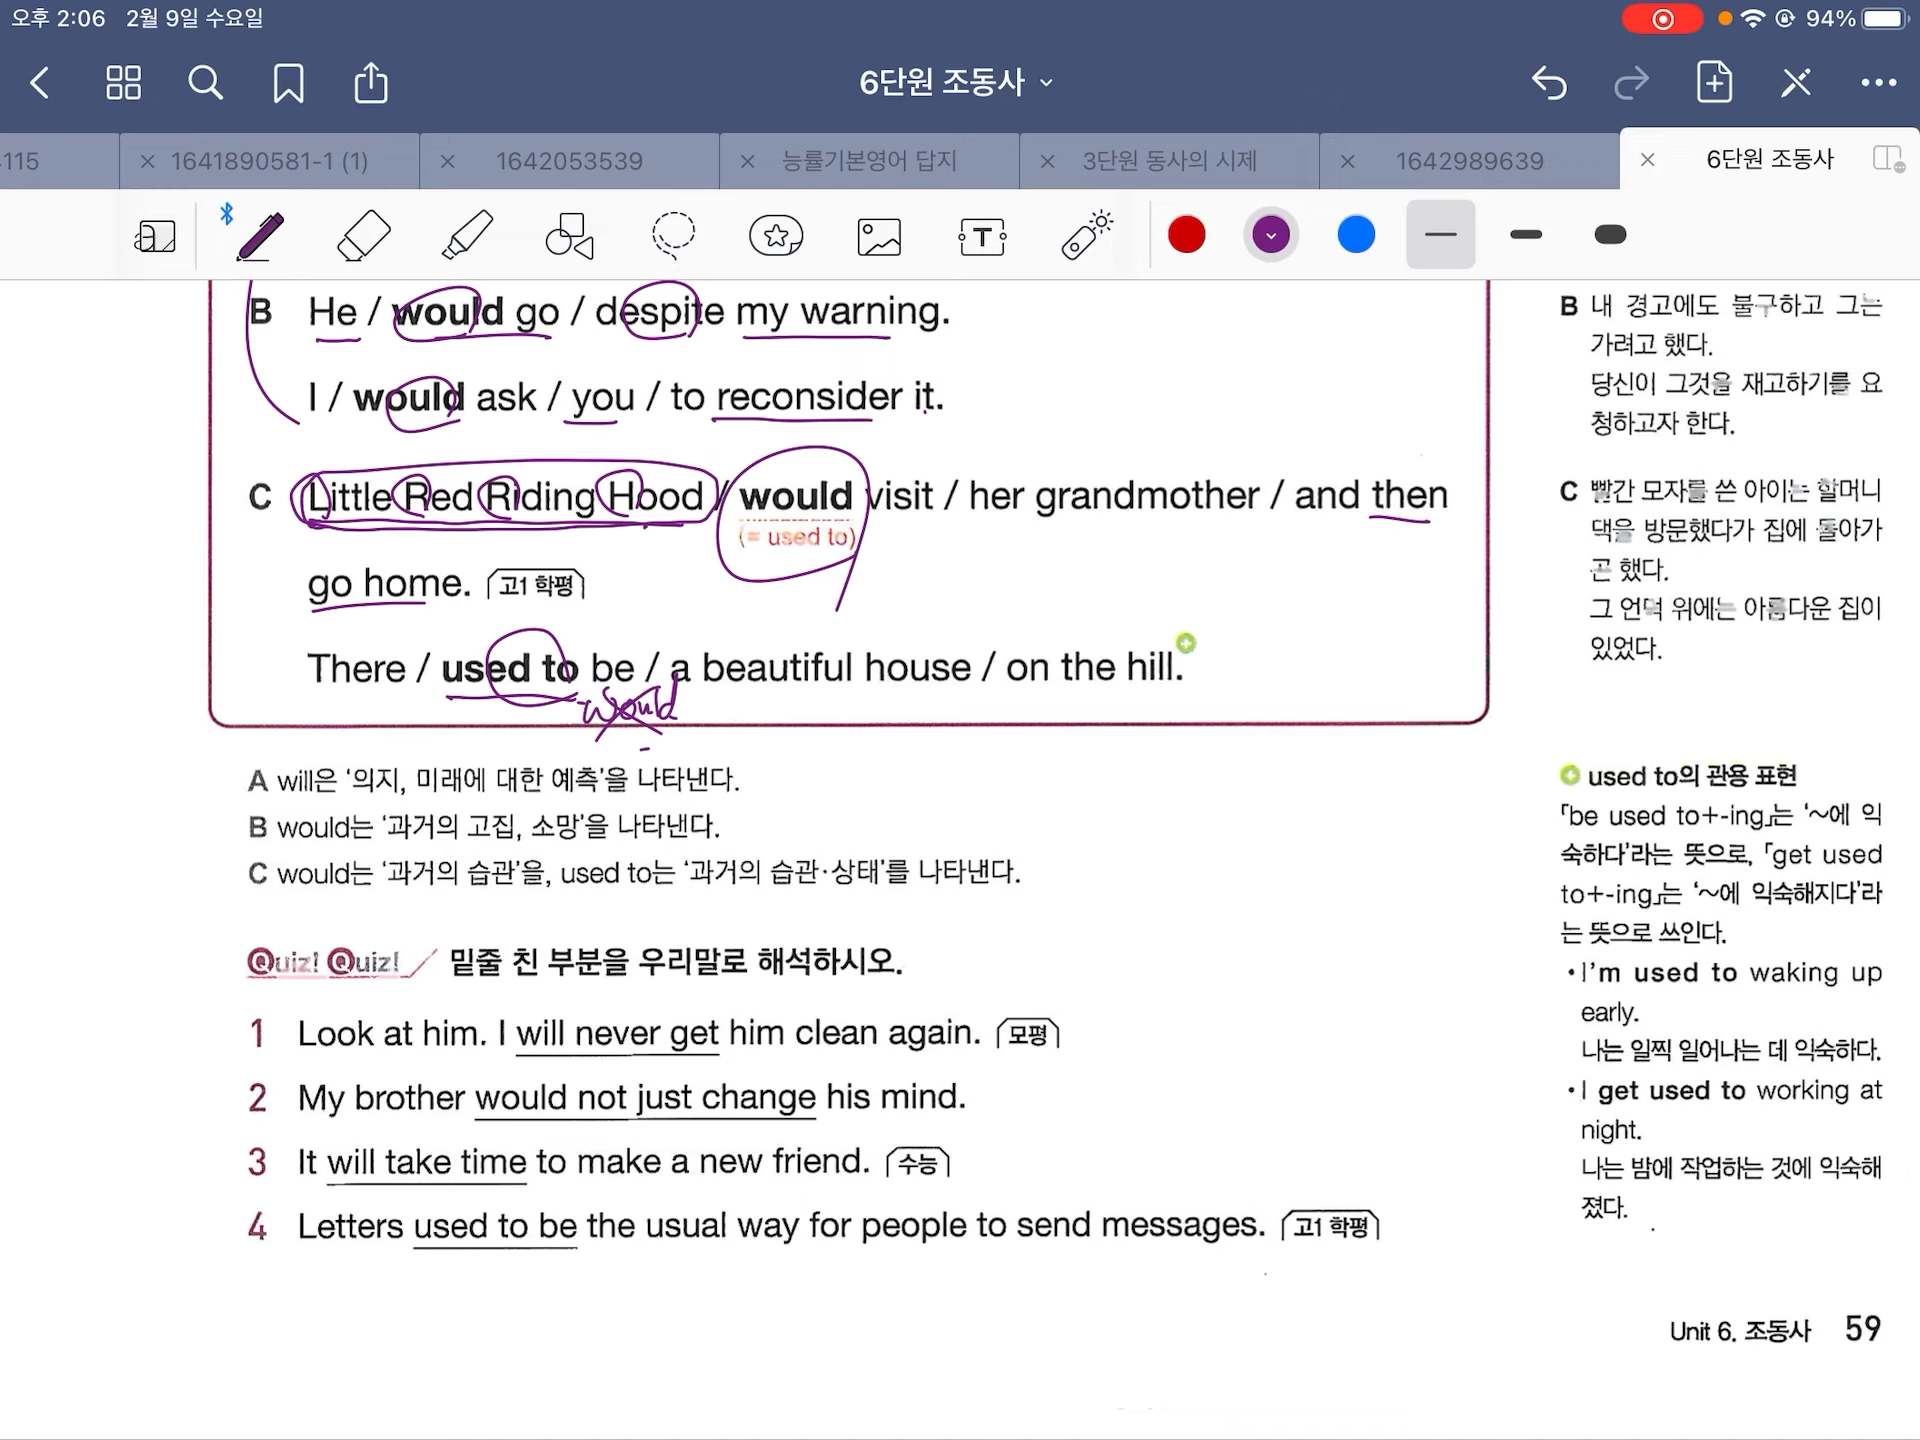 오후 2:06 2월 9일 수요일 94%
6단원 조동사
115 1641890581-1 (1) 1642053539 능률기본영어 답지 3단원 동사의 시제 1642989639 6단원 조동사
B He / would go / despite my warning.
I / would ask / you / to reconsider it.
C Little Red Riding Hood / would visit / her grandmother / and then
(= used to)
go home. 고1 학평
There / used to be / a beautiful house / on the hill.
would
B 내 경고에도 불구하고 그는
가려고 했다.
당신이 그것을 재고하기를 요
청하고자 한다.
C 빨간 모자를 쓴 아이는 할머니
댁을 방문했다가 집에 돌아가
곤 했다.
그 언덕 위에는 아름다운 집이
있었다.
A will은 ‘의지, 미래에 대한 예측’을 나타낸다.
B would는 ‘과거의 고집, 소망’을 나타낸다.
C would는 ‘과거의 습관’을, used to는 ‘과거의 습관·상태’를 나타낸다.
Quiz! Quiz! 밑줄 친 부분을 우리말로 해석하시오.
1 Look at him. I will never get him clean again. 모평
2 My brother would not just change his mind.
3 It will take time to make a new friend. 수능
4 Letters used to be the usual way for people to send messages. 고1 학평
used to의 관용 표현
「be used to+-ing」는 ‘~에 익
숙하다’라는 뜻으로, 「get used
to+-ing」는 ‘~에 익숙해지다’라
는 뜻으로 쓰인다.
•I’m used to waking up
early.
나는 일찍 일어나는 데 익숙하다.
•I get used to working at
night.
나는 밤에 작업하는 것에 익숙해
졌다.
Unit 6. 조동사 59